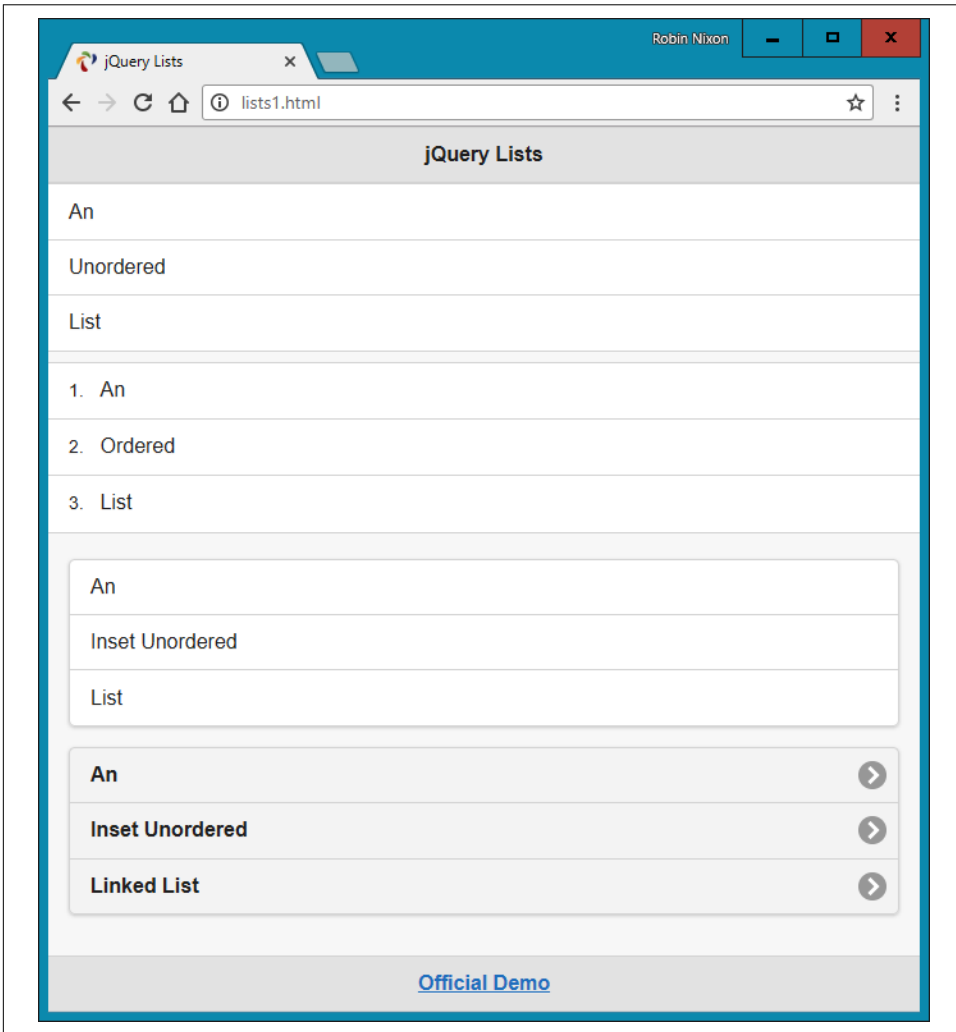 Robin Nixon
jQuery Lists
lists1.html
jQuery Lists
An
Unordered
List
1. An
2. Ordered
3. List
An
Inset Unordered
List
An
Inset Unordered
Linked List
Official Demo